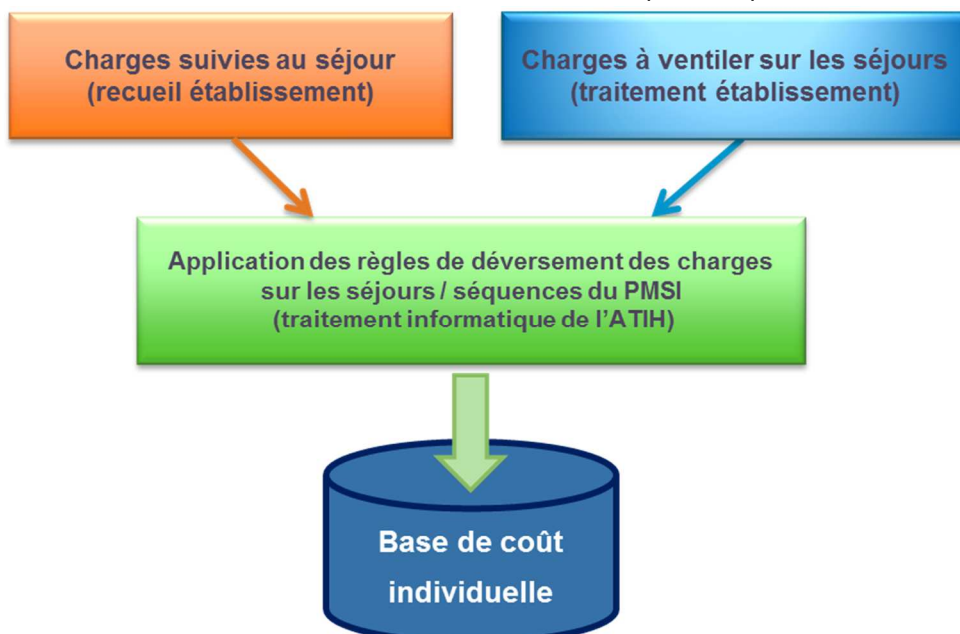 Charges suivies au séjour
(recueil établissement)
Charges à ventiler sur les séjours
(traitement établissement)
Application des règles de déversement des charges
sur les séjours / séquences du PMSI
(traitement informatique de l'ATIH)
Base de coût
individuelle